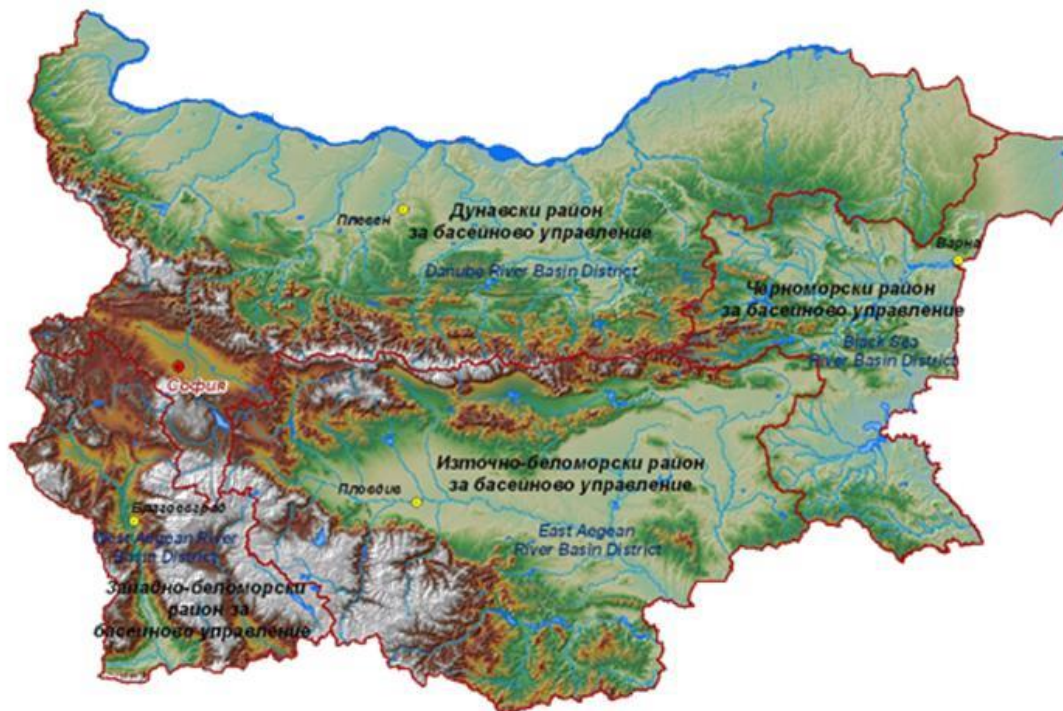 Плевен
Дунавски район
за басейново управление
Danube River Basin District
Варна
Черноморски район
за басейново управление
Black Sea
River Basin District
София
Източно-беломорски район
за басейново управление
Пловдив
East Aegean
River Basin District
Благоевград
West Aegean River
Basin District
Западно-беломорски
район за
басейново управление